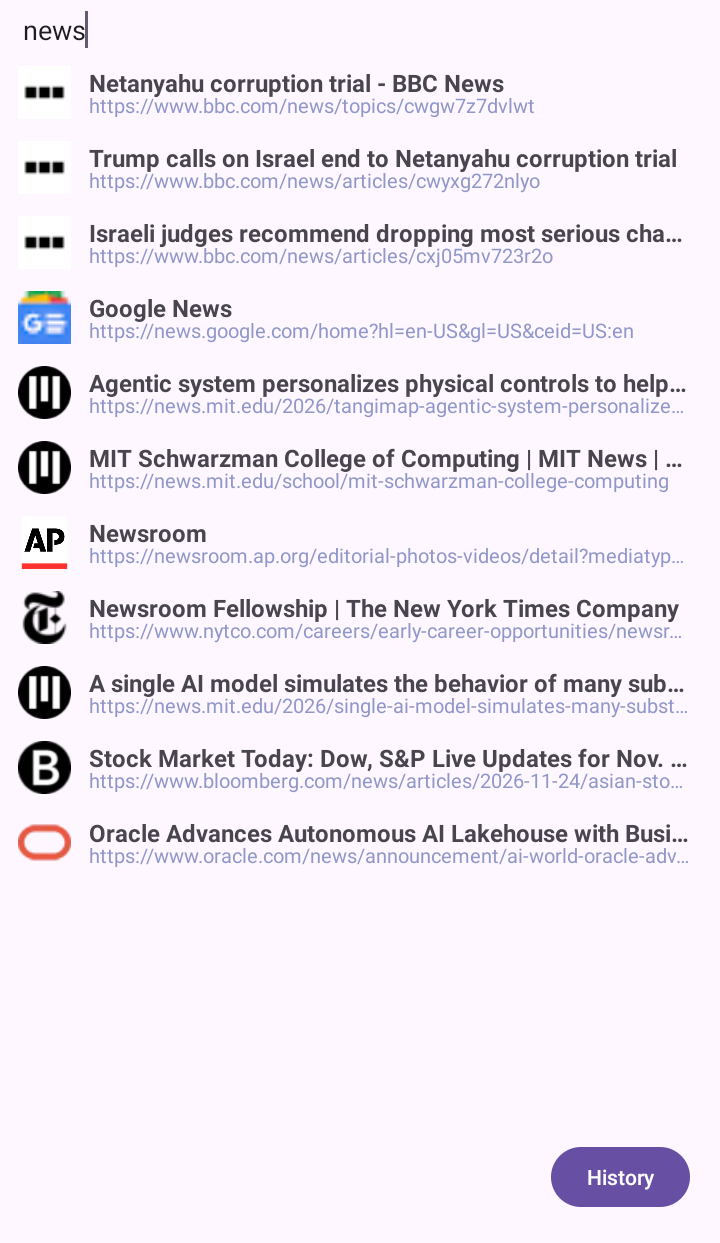 news
Netanyahu corruption trial - BBC News
https://www.bbc.com/news/topics/cwgw7z7dvlwt
Trump calls on Israel end to Netanyahu corruption trial
https://www.bbc.com/news/articles/cwyxg272nlyo
Israeli judges recommend dropping most serious cha...
https://www.bbc.com/news/articles/cxj05mv723r2o
Google News
https://news.google.com/home?hl=en-US&gl=US&ceid=US:en
Agentic system personalizes physical controls to help...
https://news.mit.edu/2026/tangimap-agentic-system-personalize...
MIT Schwarzman College of Computing | MIT News | ...
https://news.mit.edu/school/mit-schwarzman-college-computing
AP
Newsroom
https://newsroom.ap.org/editorial-photos-videos/detail?mediatyp...
Newsroom Fellowship | The New York Times Company
https://www.nytco.com/careers/early-career-opportunities/newsr...
A single AI model simulates the behavior of many sub...
https://news.mit.edu/2026/single-ai-model-simulates-many-subst...
B
Stock Market Today: Dow, S&P Live Updates for Nov. ...
https://www.bloomberg.com/news/articles/2026-11-24/asian-sto...
Oracle Advances Autonomous AI Lakehouse with Busi...
https://www.oracle.com/news/announcement/ai-world-oracle-adv...
History